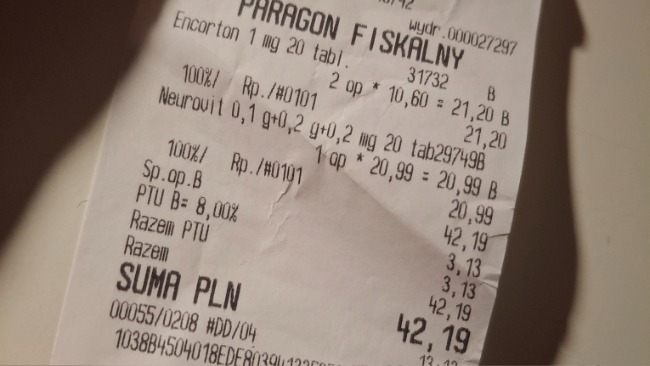 wydr.000027297
PARAGON FISKALNY
Encorton 1 mg 20 tabl. 31732 B
2 op * 10,60 = 21,20 B
100%/ Rp./#0101 21,20
Neurovit 0,1 g+0,2 g+0,2 mg 20 tab29749B
1 op * 20,99 = 20,99 B
100%/ Rp./#0101 20,99
Sp.op.B 42,19
PTU B= 8,00% 3,13
Razem PTU 3,13
Razem 42,19
SUMA PLN 42,19
00055/0208 #DD/04